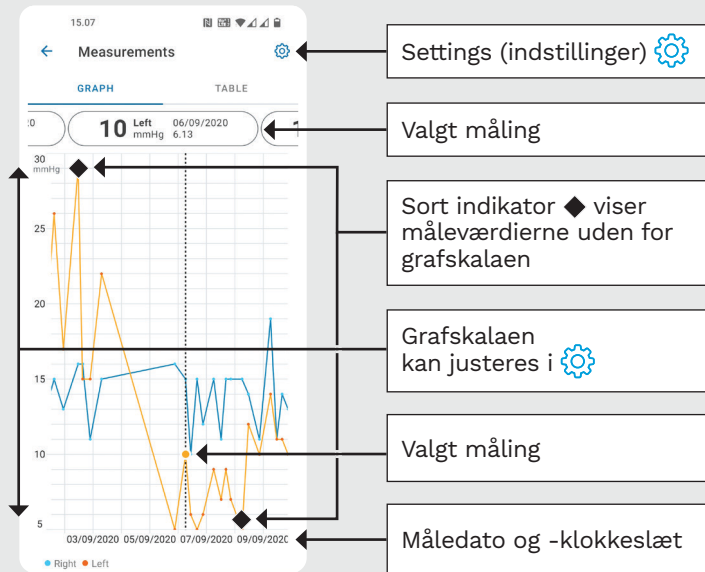 15.07
Measurements
GRAPH
TABLE
10 Left 06/09/2020
mmHg 6.13
30
mmHg
25
20
15
10
5
03/09/2020 05/09/2020 07/09/2020 09/09/2020
Right Left
Settings (indstillinger)
Valgt måling
Sort indikator ◆ viser
måleværdierne uden for
grafskalaen
Grafskalaen
kan justeres i
Valgt måling
Måledato og -klokkeslæt